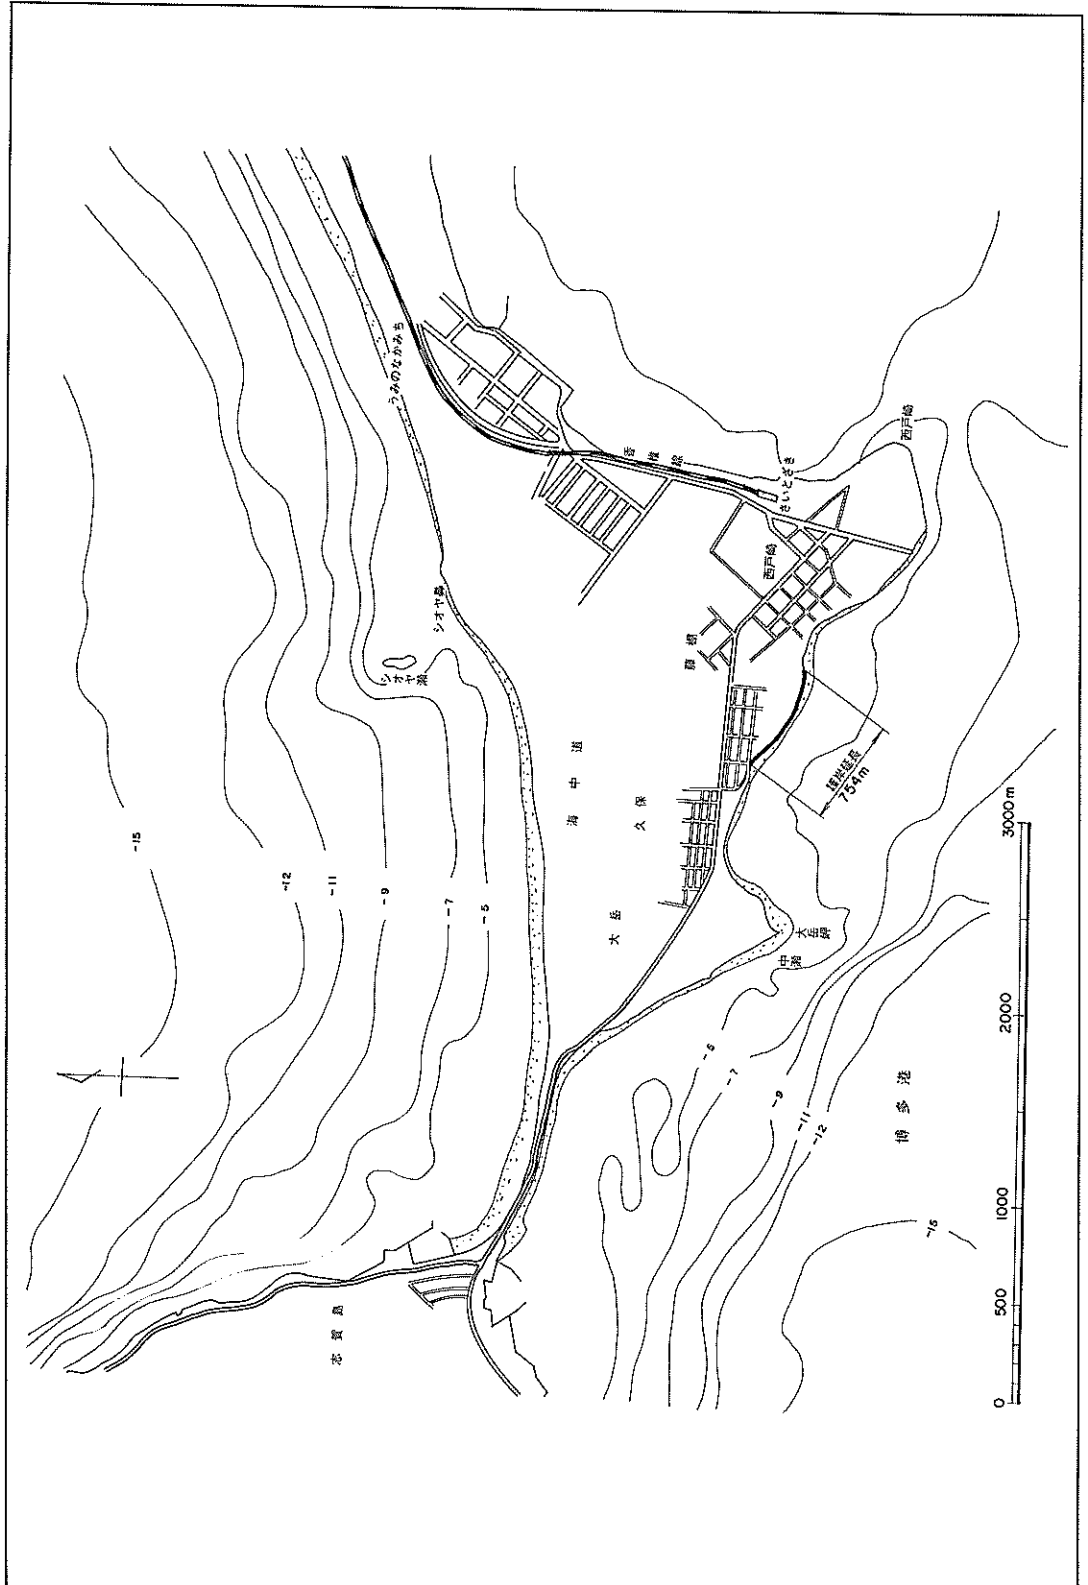 -15
-12
-11
-9
-7
-5
うみのなかみち
シオヤ鼻
シオヤ瀬
香椎線
さいとざき
西戸崎
西戸崎
海中道
久保
大岳
大岳鼻
中瀬
護岸延長
754m
志賀島
博多港
-5
-7
-9
-11
-12
-15
0
500
1000
2000
3000m